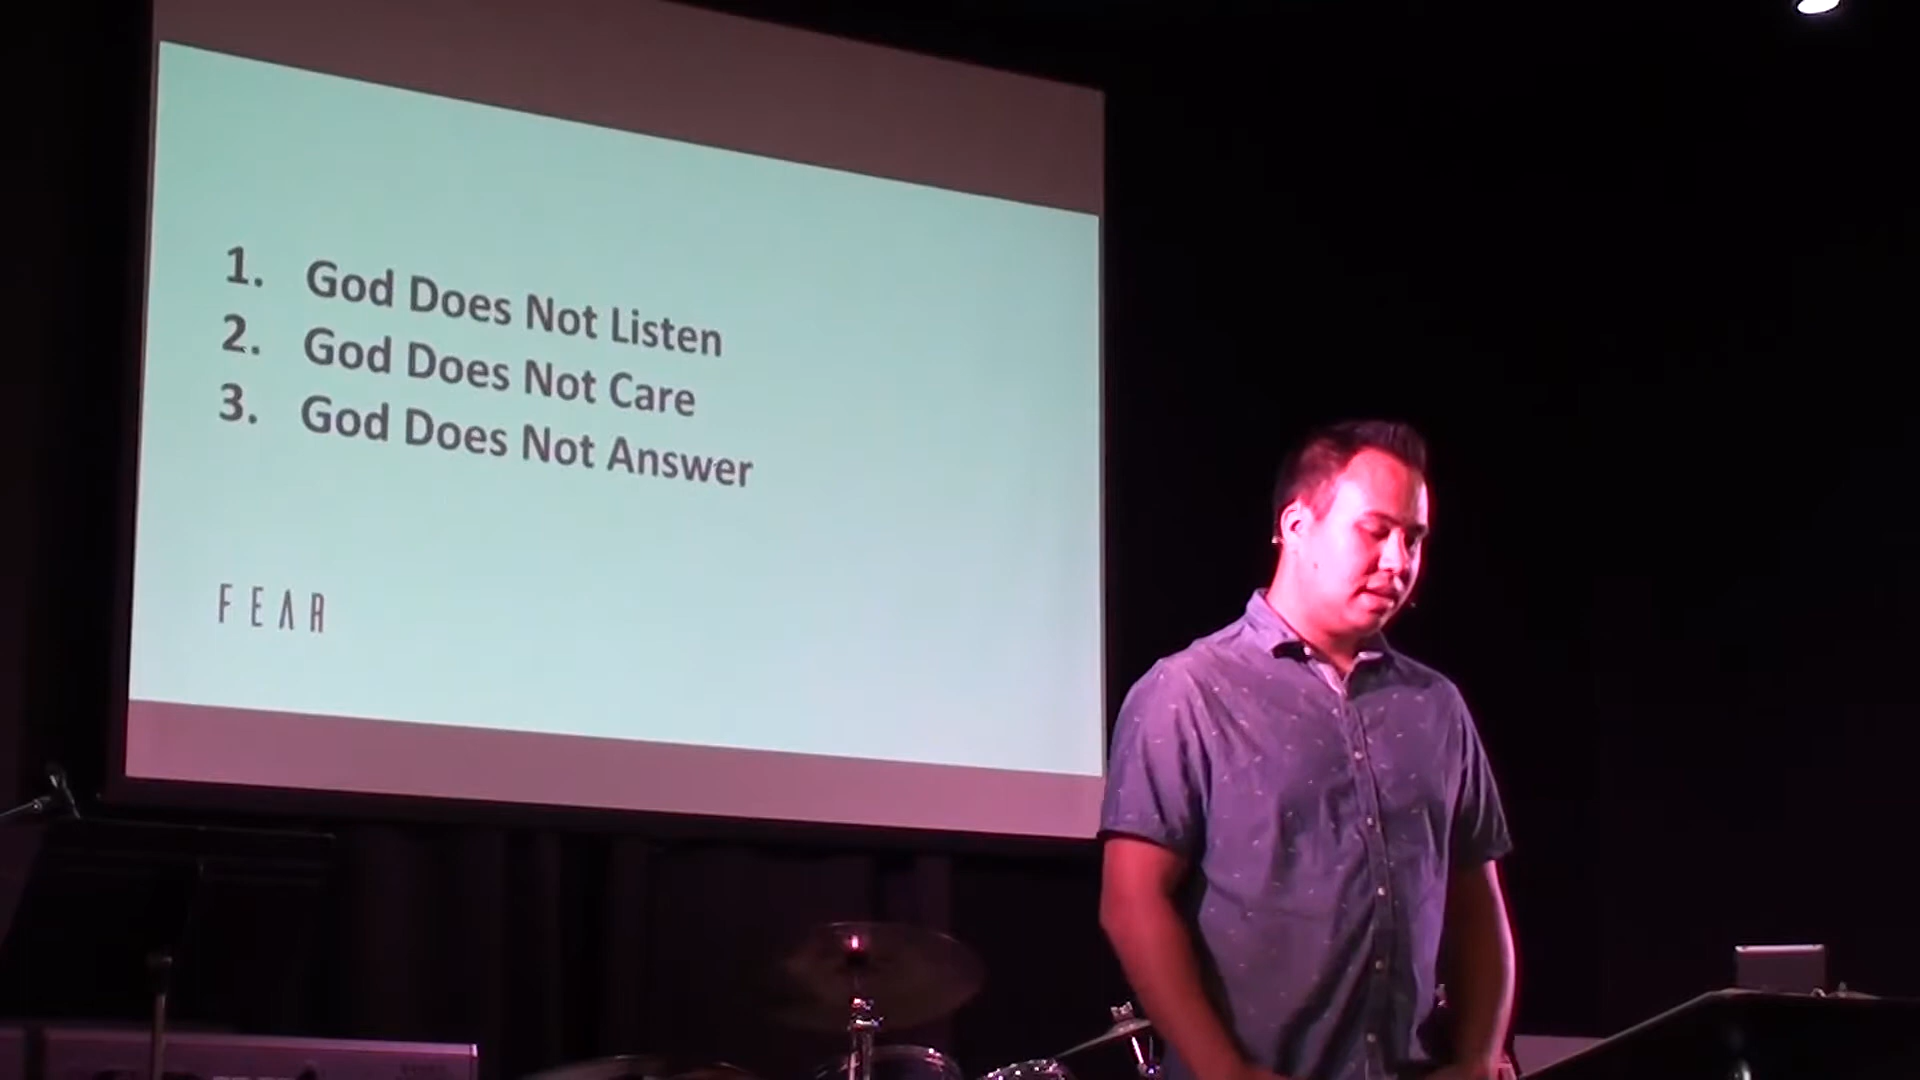 1. God Does Not Listen
2. God Does Not Care
3. God Does Not Answer
FEAR